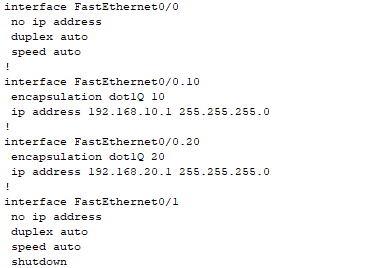 interface FastEthernet0/0
 no ip address
 duplex auto
 speed auto
!
interface FastEthernet0/0.10
 encapsulation dot1Q 10
 ip address 192.168.10.1 255.255.255.0
!
interface FastEthernet0/0.20
 encapsulation dot1Q 20
 ip address 192.168.20.1 255.255.255.0
!
interface FastEthernet0/1
 no ip address
 duplex auto
 speed auto
 shutdown